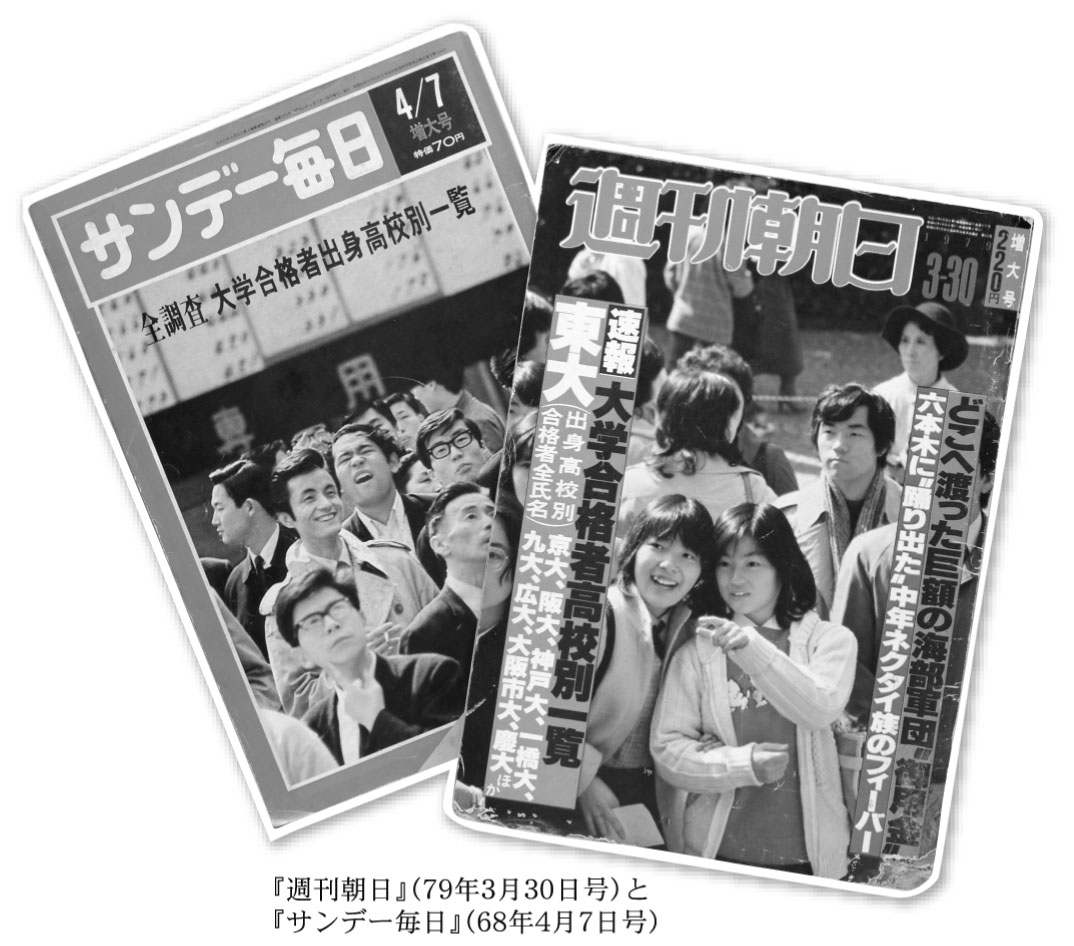 4/7
増大号
特価70円
サンデー毎日
全調査 大学合格者出身高校別一覧
週刊朝日
1979
3・30
増大号
220円
速報
東大
(出身高校別
合格者全氏名)
大学合格者高校別一覧
京大、阪大、神戸大、一橋大、
九大、広大、大阪市大、慶大ほか
どこへ渡った巨額の海部軍団
六本木に“踊り出た”中年ネクタイ族のフィーバー
『週刊朝日』(79年3月30日号)と
『サンデー毎日』(68年4月7日号)